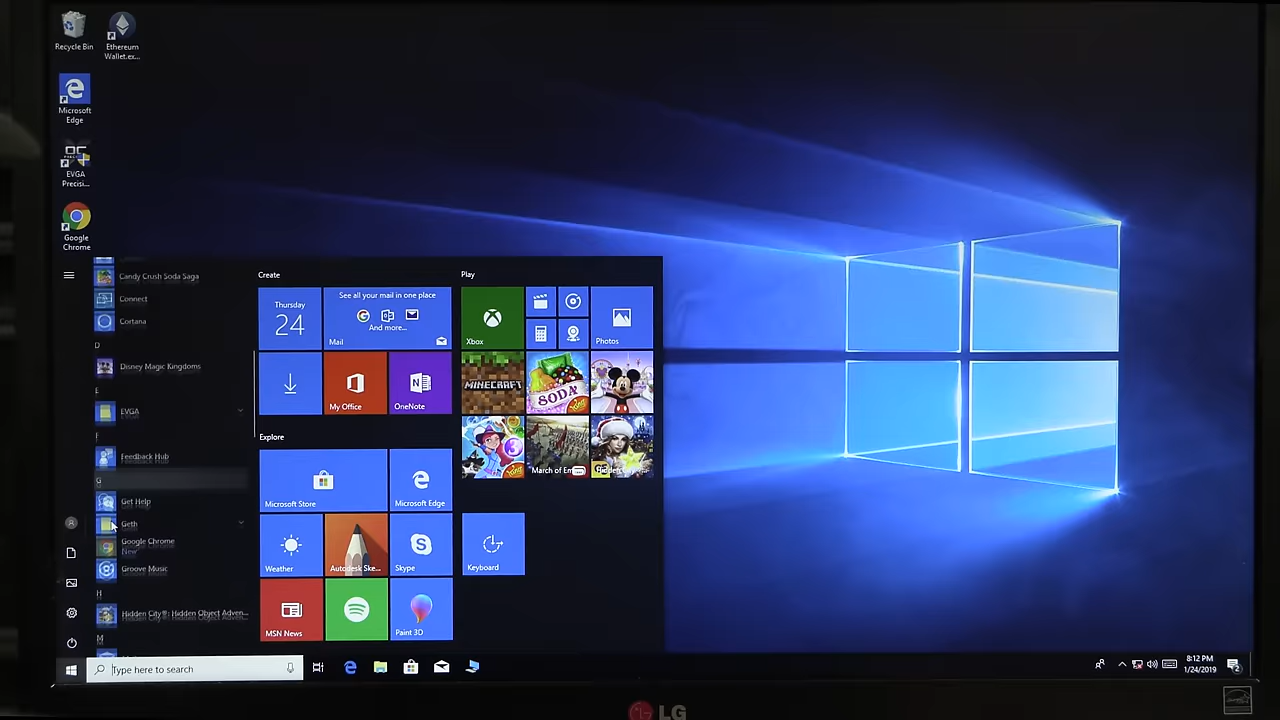 Recycle Bin
Ethereum
Wallet.ex...
Microsoft
Edge
EVGA
Precisi...
Google
Chrome
Candy Crush Soda Saga
Connect
Cortana
D
Disney Magic Kingdoms
E
EVGA
F
Feedback Hub
G
Get Help
Geth
Google Chrome
New
Groove Music
H
Hidden City®: Hidden Object Adven...
M
Create
Thursday
24
See all your mail in one place
And more...
Mail
My Office
OneNote
Explore
Microsoft Store
Microsoft Edge
Weather
Autodesk Ske...
Skype
MSN News
Paint 3D
Play
Xbox
Photos
MINECRAFT
SODA
3
March of Em
Keyboard
Type here to search
8:12 PM
1/24/2019
2
LG